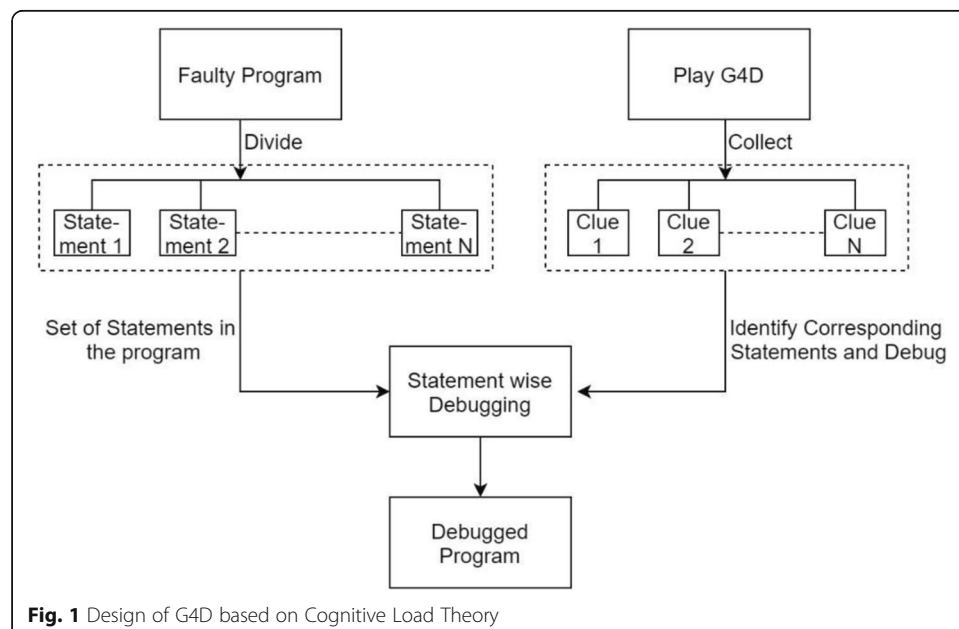 Faulty Program
Play G4D
Divide
Collect
State-
ment 1
State-
ment 2
State-
ment N
Clue
1
Clue
2
Clue
N
Set of Statements in
the program
Identify Corresponding
Statements and Debug
Statement wise
Debugging
Debugged
Program
Fig. 1 Design of G4D based on Cognitive Load Theory